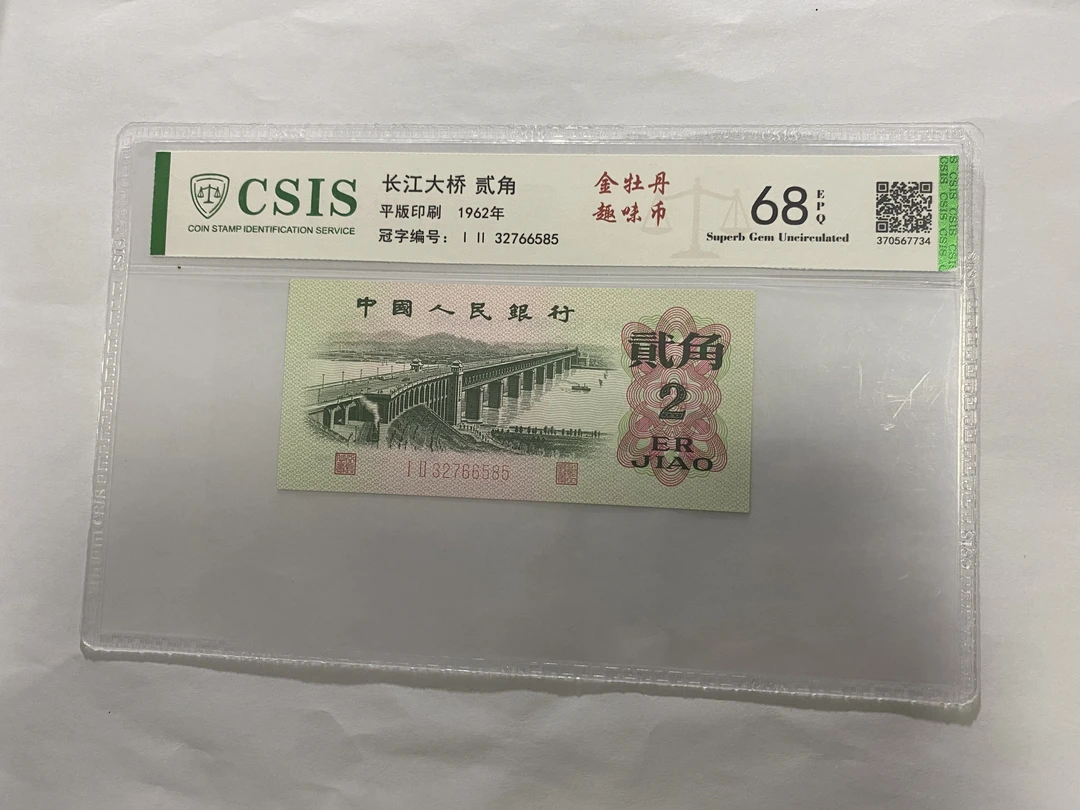 CSIS
COIN STAMP IDENTIFICATION SERVICE
长江大桥 贰角
平版印刷 1962年
冠字编号: I II 32766585
金牡丹
趣味币
68 EPQ
Superb Gem Uncirculated
370567734
中國人民銀行
貳角
2
ER
JIAO
I II 32766585